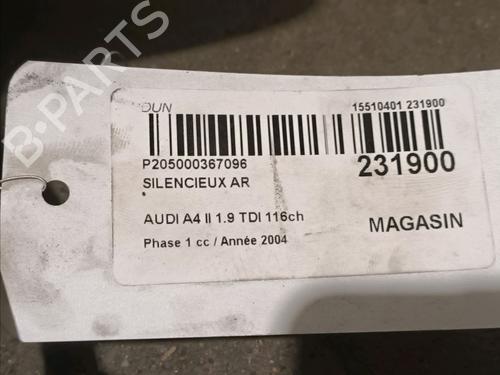 B-PARTS
DUN
15510401 231900
P205000367096
231900
SILENCIEUX AR
AUDI A4 II 1.9 TDI 116ch
MAGASIN
Phase 1 cc / Année 2004